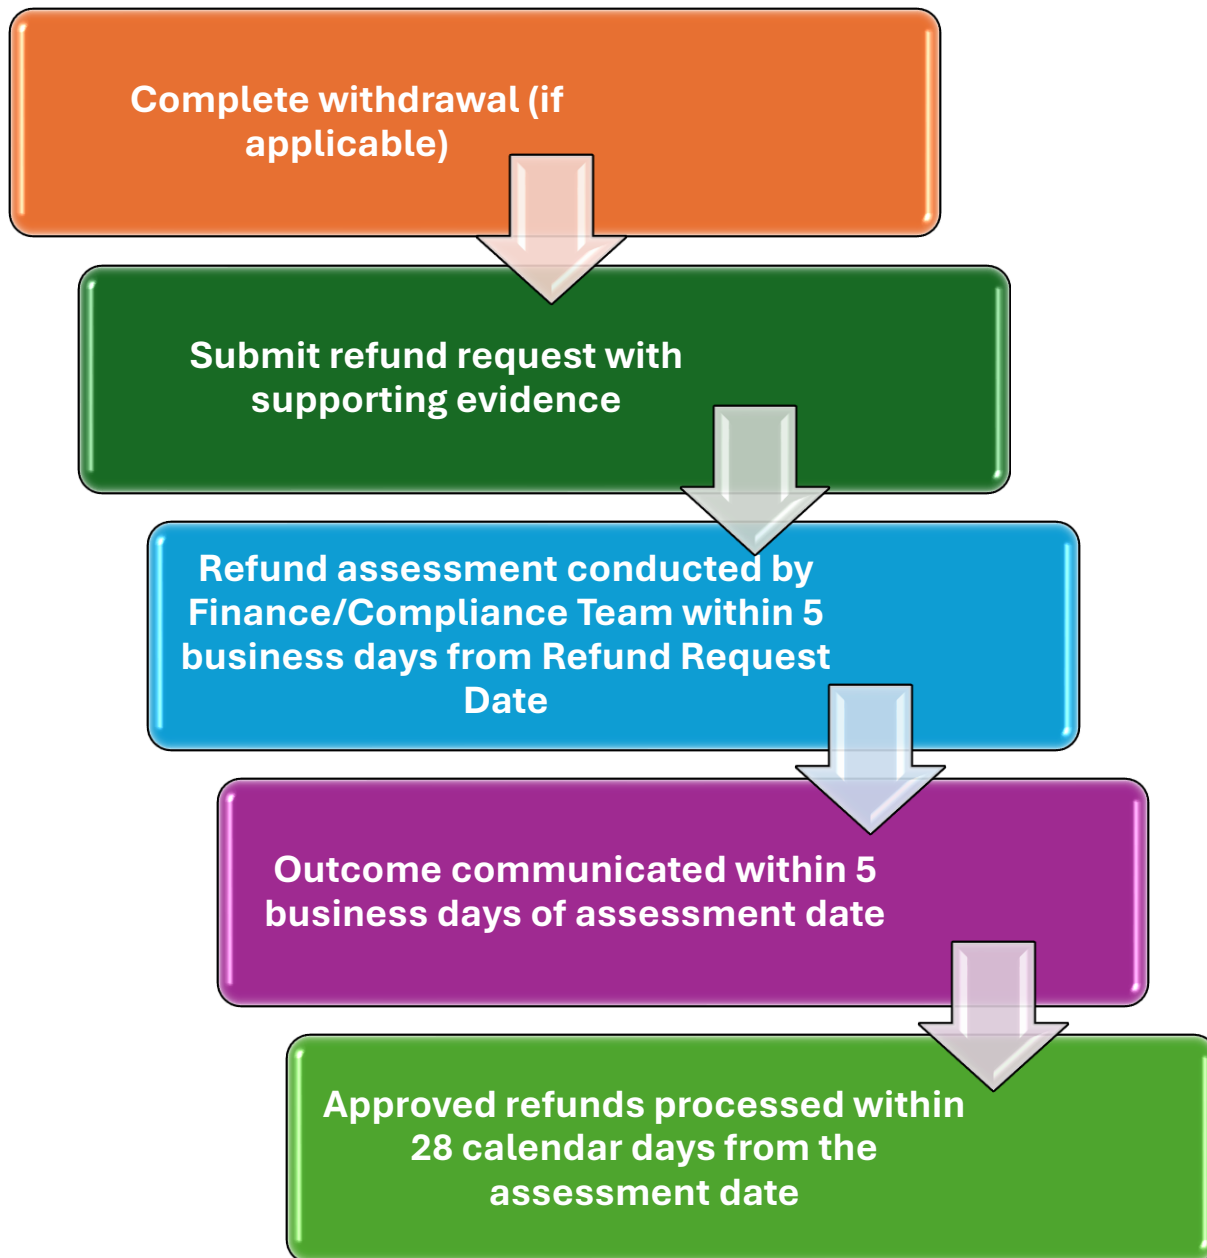 Complete withdrawal (if
applicable)
Submit refund request with
supporting evidence
Refund assessment conducted by
Finance/Compliance Team within 5
business days from Refund Request
Date
Outcome communicated within 5
business days of assessment date
Approved refunds processed within
28 calendar days from the
assessment date